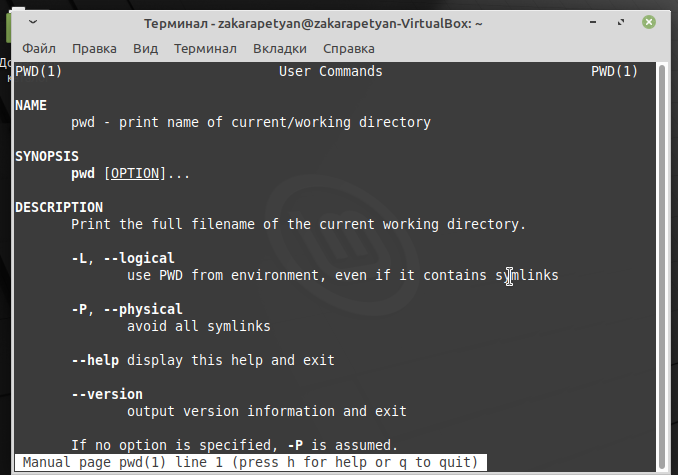 Терминал - zakarapetyan@zakarapetyan-VirtualBox: ~
Файл Правка Вид Терминал Вкладки Справка
PWD(1) User Commands PWD(1)
NAME
pwd - print name of current/working directory
SYNOPSIS
pwd [OPTION]...
DESCRIPTION
Print the full filename of the current working directory.
-L, --logical
use PWD from environment, even if it contains symlinks
-P, --physical
avoid all symlinks
--help display this help and exit
--version
output version information and exit
If no option is specified, -P is assumed.
Manual page pwd(1) line 1 (press h for help or q to quit)